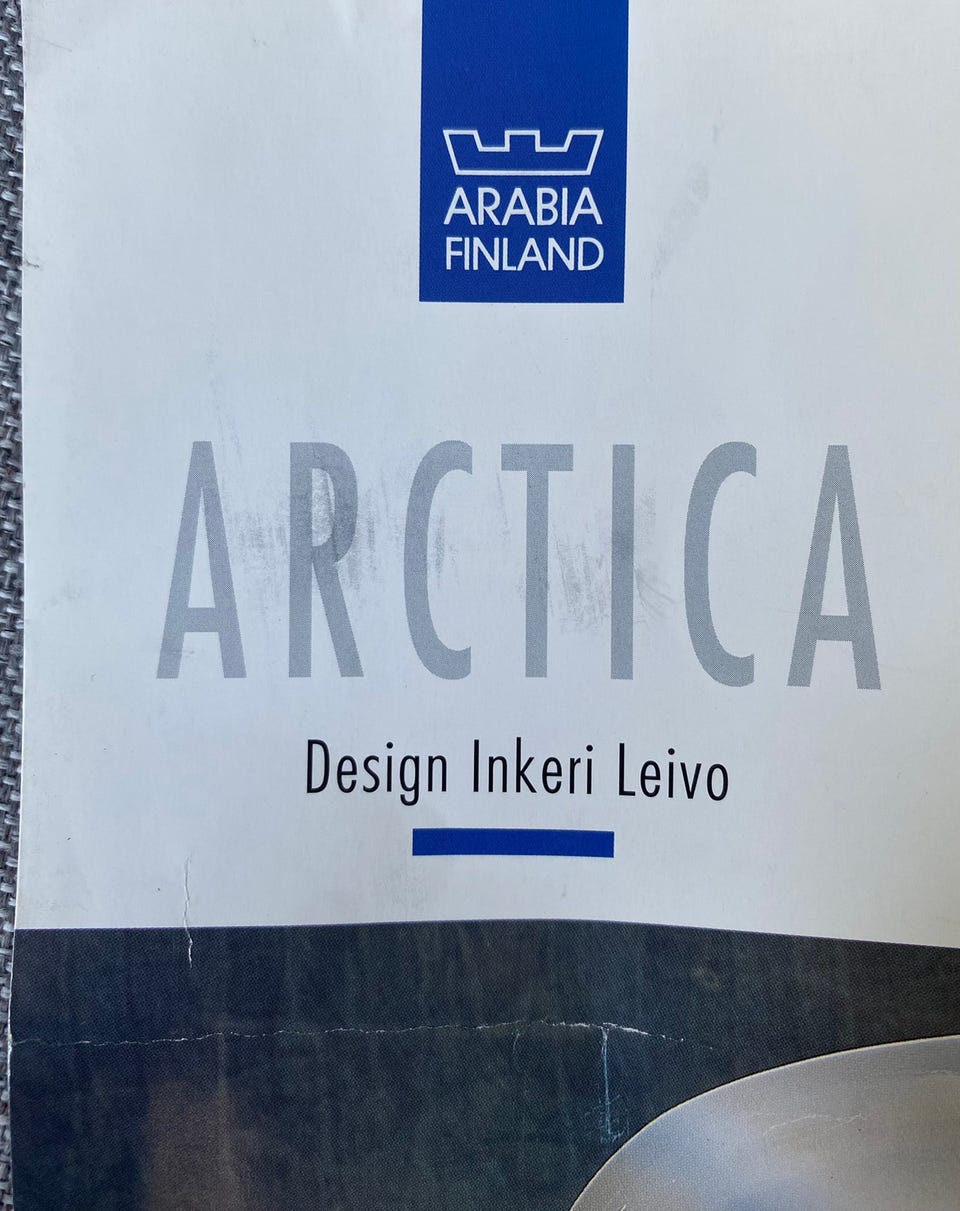 ARABIA
FINLAND
ARCTICA
Design Inkeri Leivo